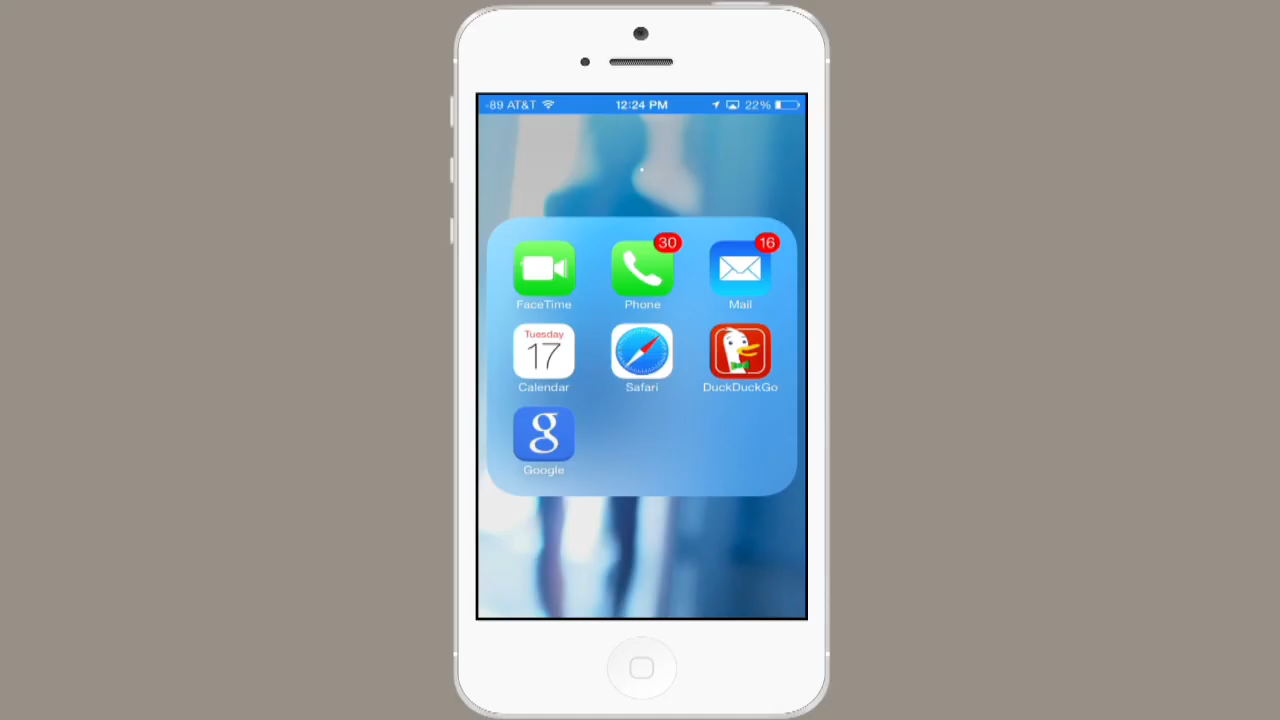 -89 AT&T 12:24 PM 22%
30 16
FaceTime Phone Mail
Tuesday
17
Calendar Safari DuckDuckGo
g
Google